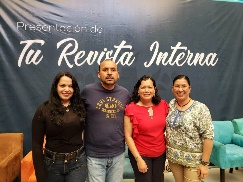 Presentación de
Tu Revista Interna